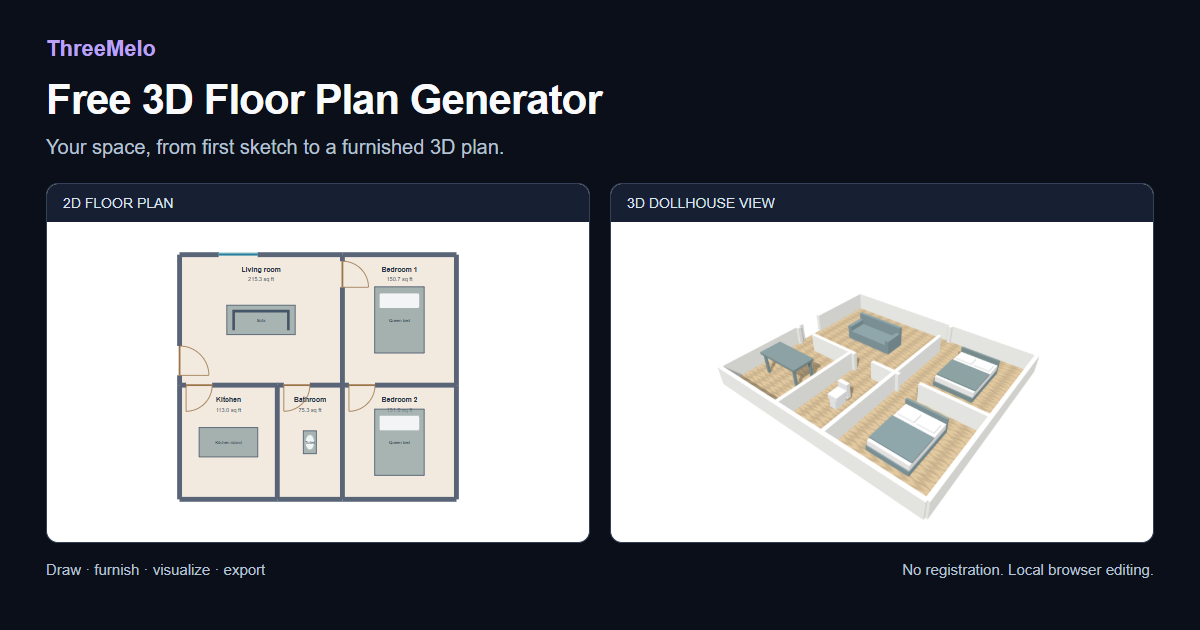 ThreeMelo
Free 3D Floor Plan Generator
Your space, from first sketch to a furnished 3D plan.
2D FLOOR PLAN
3D DOLLHOUSE VIEW
Living room
215.3 sq ft
Bedroom 1
150.7 sq ft
Sofa
Queen bed
Kitchen
113.0 sq ft
Bathroom
75.3 sq ft
Bedroom 2
Kitchen island
Toilet
Queen bed
Draw · furnish · visualize · export
No registration. Local browser editing.